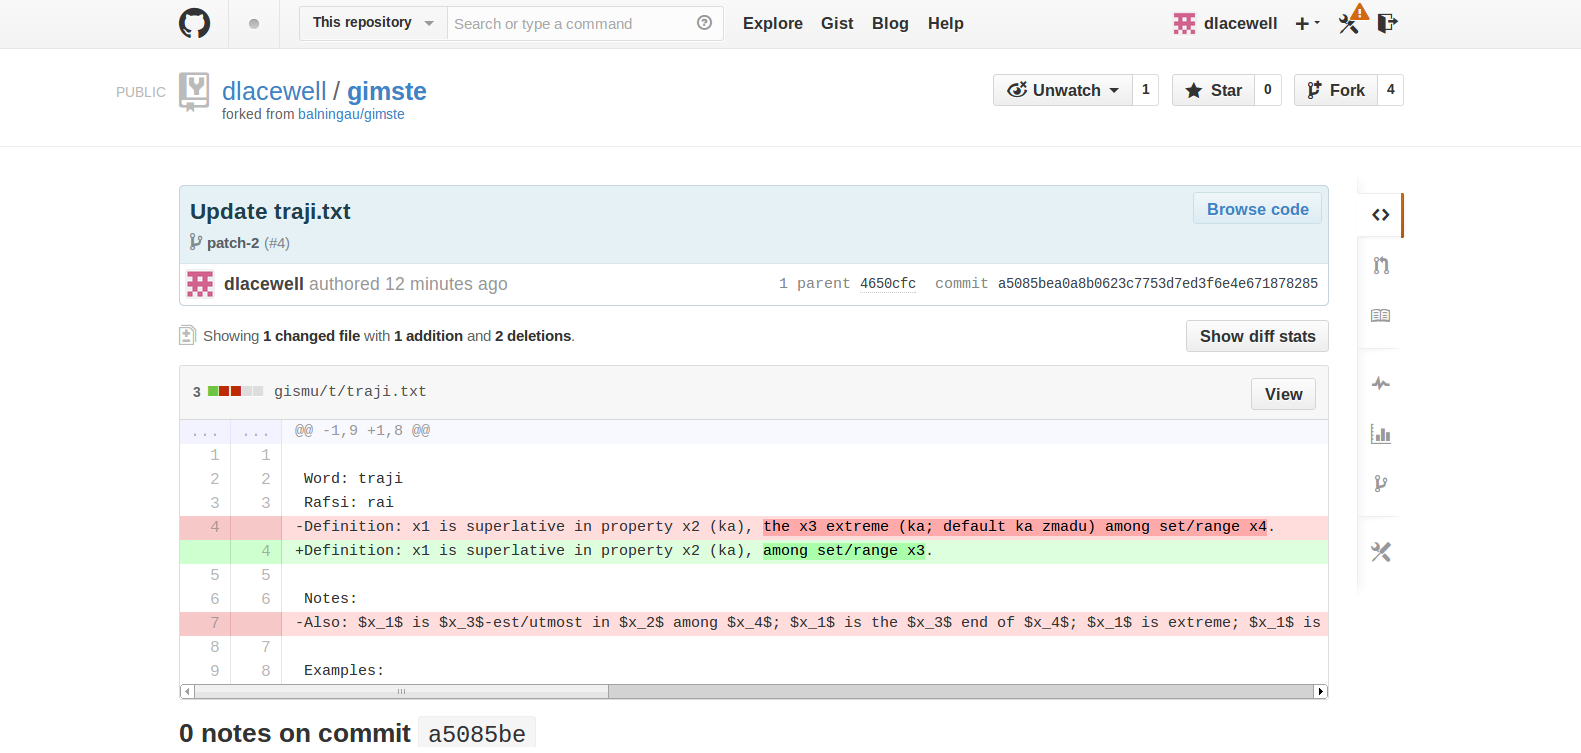 This repository Search or type a command Explore Gist Blog Help dlacewell
PUBLIC dlacewell / gimste Unwatch 1 Star 0 Fork 4
forked from balningau/gimste
Update traji.txt Browse code
patch-2 (#4)
dlacewell authored 12 minutes ago 1 parent 4650cfc commit a5085bea0a8b0623c7753d7ed3f6e4e671878285
Showing 1 changed file with 1 addition and 2 deletions. Show diff stats
3 gismu/t/traji.txt View
... ... @@ -1,9 +1,8 @@
1 1
2 2 Word: traji
3 3 Rafsi: rai
4 -Definition: x1 is superlative in property x2 (ka), the x3 extreme (ka; default ka zmadu) among set/range x4.
4 +Definition: x1 is superlative in property x2 (ka), among set/range x3.
5 5
6 6 Notes:
7 -Also: $x_1$ is $x_3$-est/utmost in $x_2$ among $x_4$; $x_1$ is the $x_3$ end of $x_4$; $x_1$ is extreme; $x_1$ is
8 7
9 8 Examples:
0 notes on commit a5085be